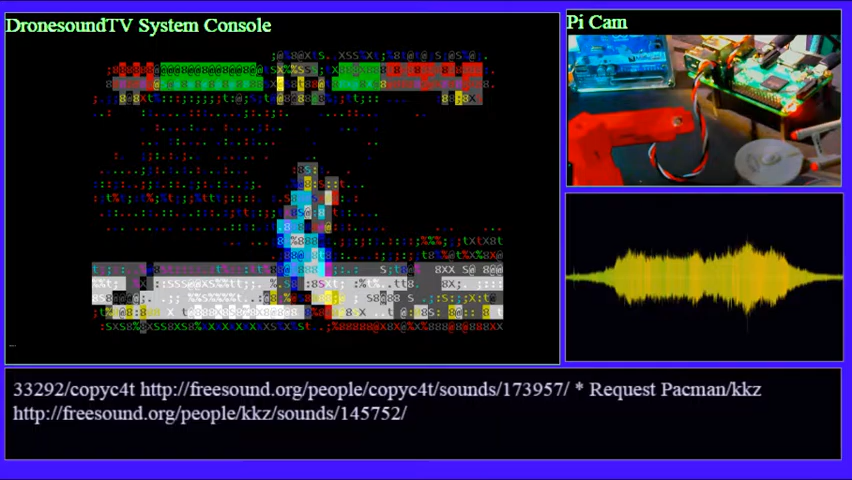 DronesoundTV System Console
Pi Cam
33292/copyc4t http://freesound.org/people/copyc4t/sounds/173957/ * Request Pacman/kkz
http://freesound.org/people/kkz/sounds/145752/